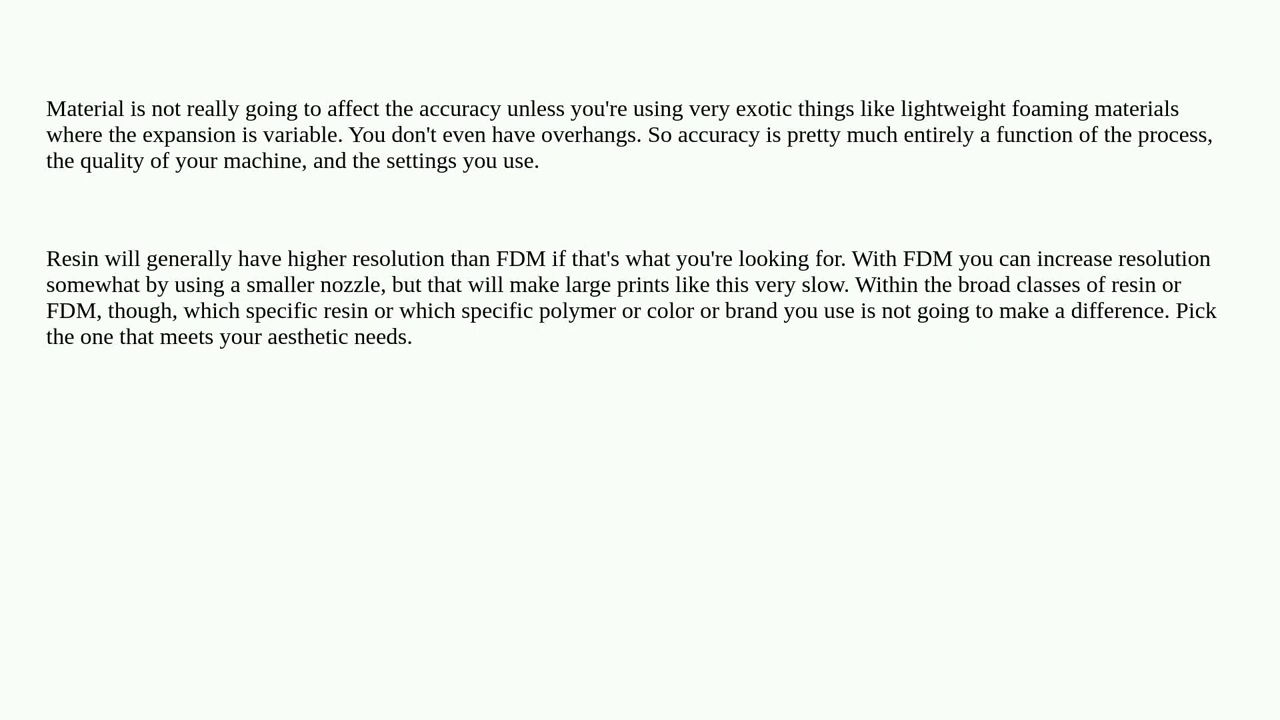 Material is not really going to affect the accuracy unless you're using very exotic things like lightweight foaming materials
where the expansion is variable. You don't even have overhangs. So accuracy is pretty much entirely a function of the process,
the quality of your machine, and the settings you use.
Resin will generally have higher resolution than FDM if that's what you're looking for. With FDM you can increase resolution
somewhat by using a smaller nozzle, but that will make large prints like this very slow. Within the broad classes of resin or
FDM, though, which specific resin or which specific polymer or color or brand you use is not going to make a difference. Pick
the one that meets your aesthetic needs.